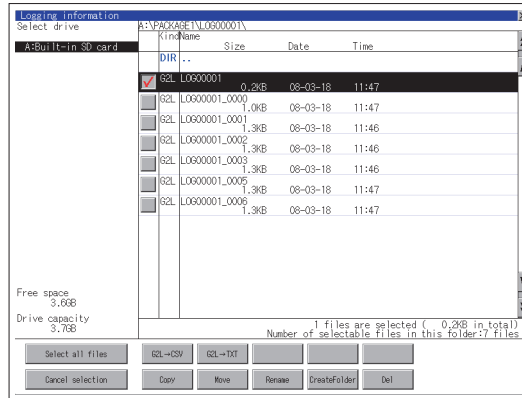 Logging information
Select drive
A:\PACKAGE1\LOG00001\
A:Built-in SD card
Kind Name
Size Date Time
DIR ..
G2L LOG00001
0.2KB 08-03-18 11:47
G2L LOG00001_0000
1.0KB 08-03-18 11:47
G2L LOG00001_0001
1.3KB 08-03-18 11:46
G2L LOG00001_0002
1.3KB 08-03-18 11:46
G2L LOG00001_0003
1.3KB 08-03-18 11:46
G2L LOG00001_0005
1.3KB 08-03-18 11:47
G2L LOG00001_0006
1.3KB 08-03-18 11:47
Free space
3.6GB
Drive capacity
3.7GB
1 files are selected ( 0.2KB in total)
Number of selectable files in this folder:7 files
Select all files G2L→CSV G2L→TXT
Cancel selection Copy Move Rename CreateFolder Del